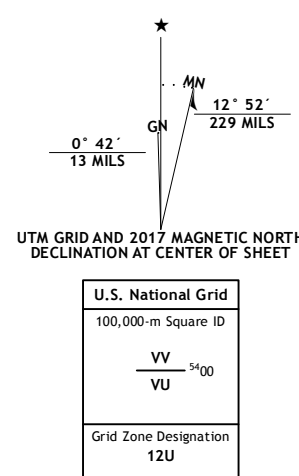 ★
MN
12° 52´
229 MILS
GN
0° 42´
13 MILS
UTM GRID AND 2017 MAGNETIC NORTH
DECLINATION AT CENTER OF SHEET
U.S. National Grid
100,000-m Square ID
VV
5400
VU
Grid Zone Designation
12U